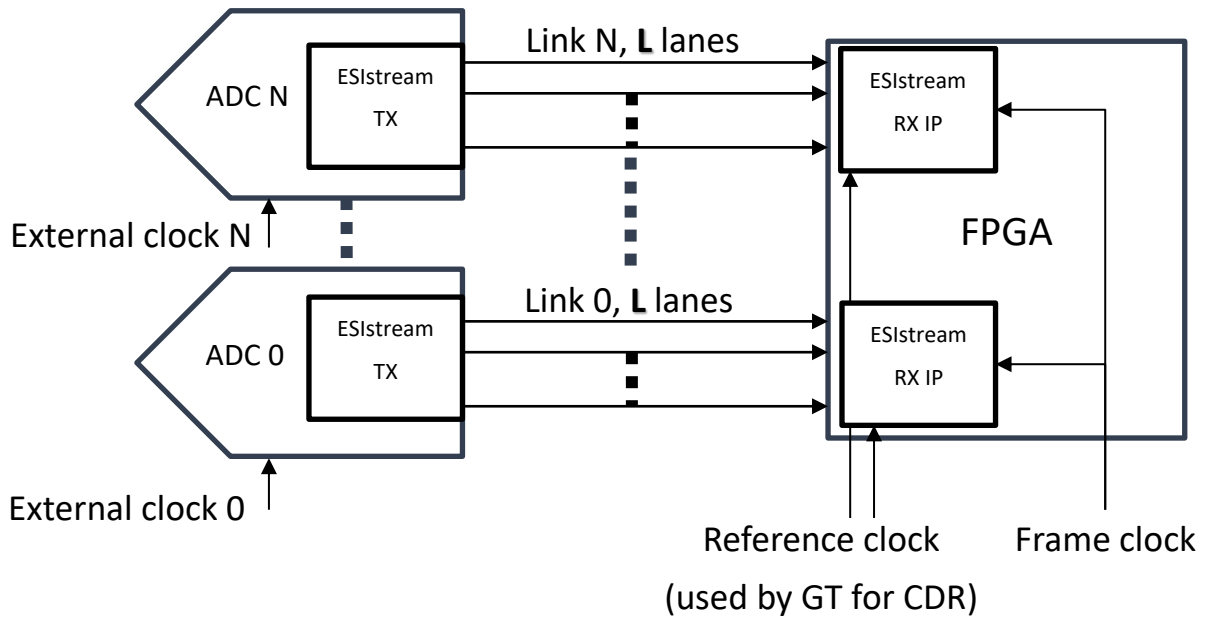 Link N, L lanes
ADC N
ESIstream
TX
ESIstream
RX IP
External clock N
FPGA
Link 0, L lanes
ADC 0
ESIstream
TX
ESIstream
RX IP
External clock 0
Reference clock
Frame clock
(used by GT for CDR)